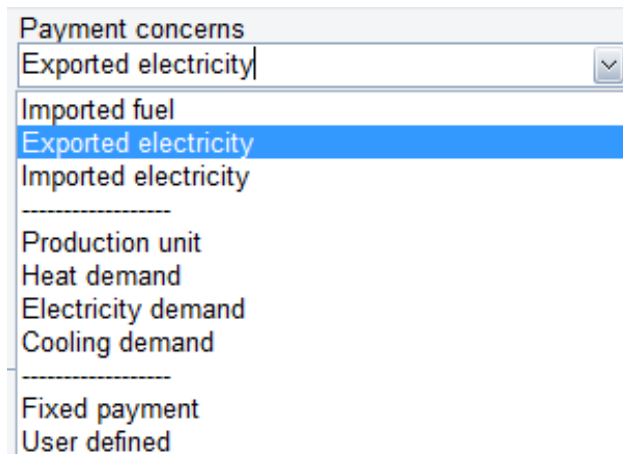 Payment concerns
Exported electricity
Imported fuel
Exported electricity
Imported electricity
------------------
Production unit
Heat demand
Electricity demand
Cooling demand
------------------
Fixed payment
User defined